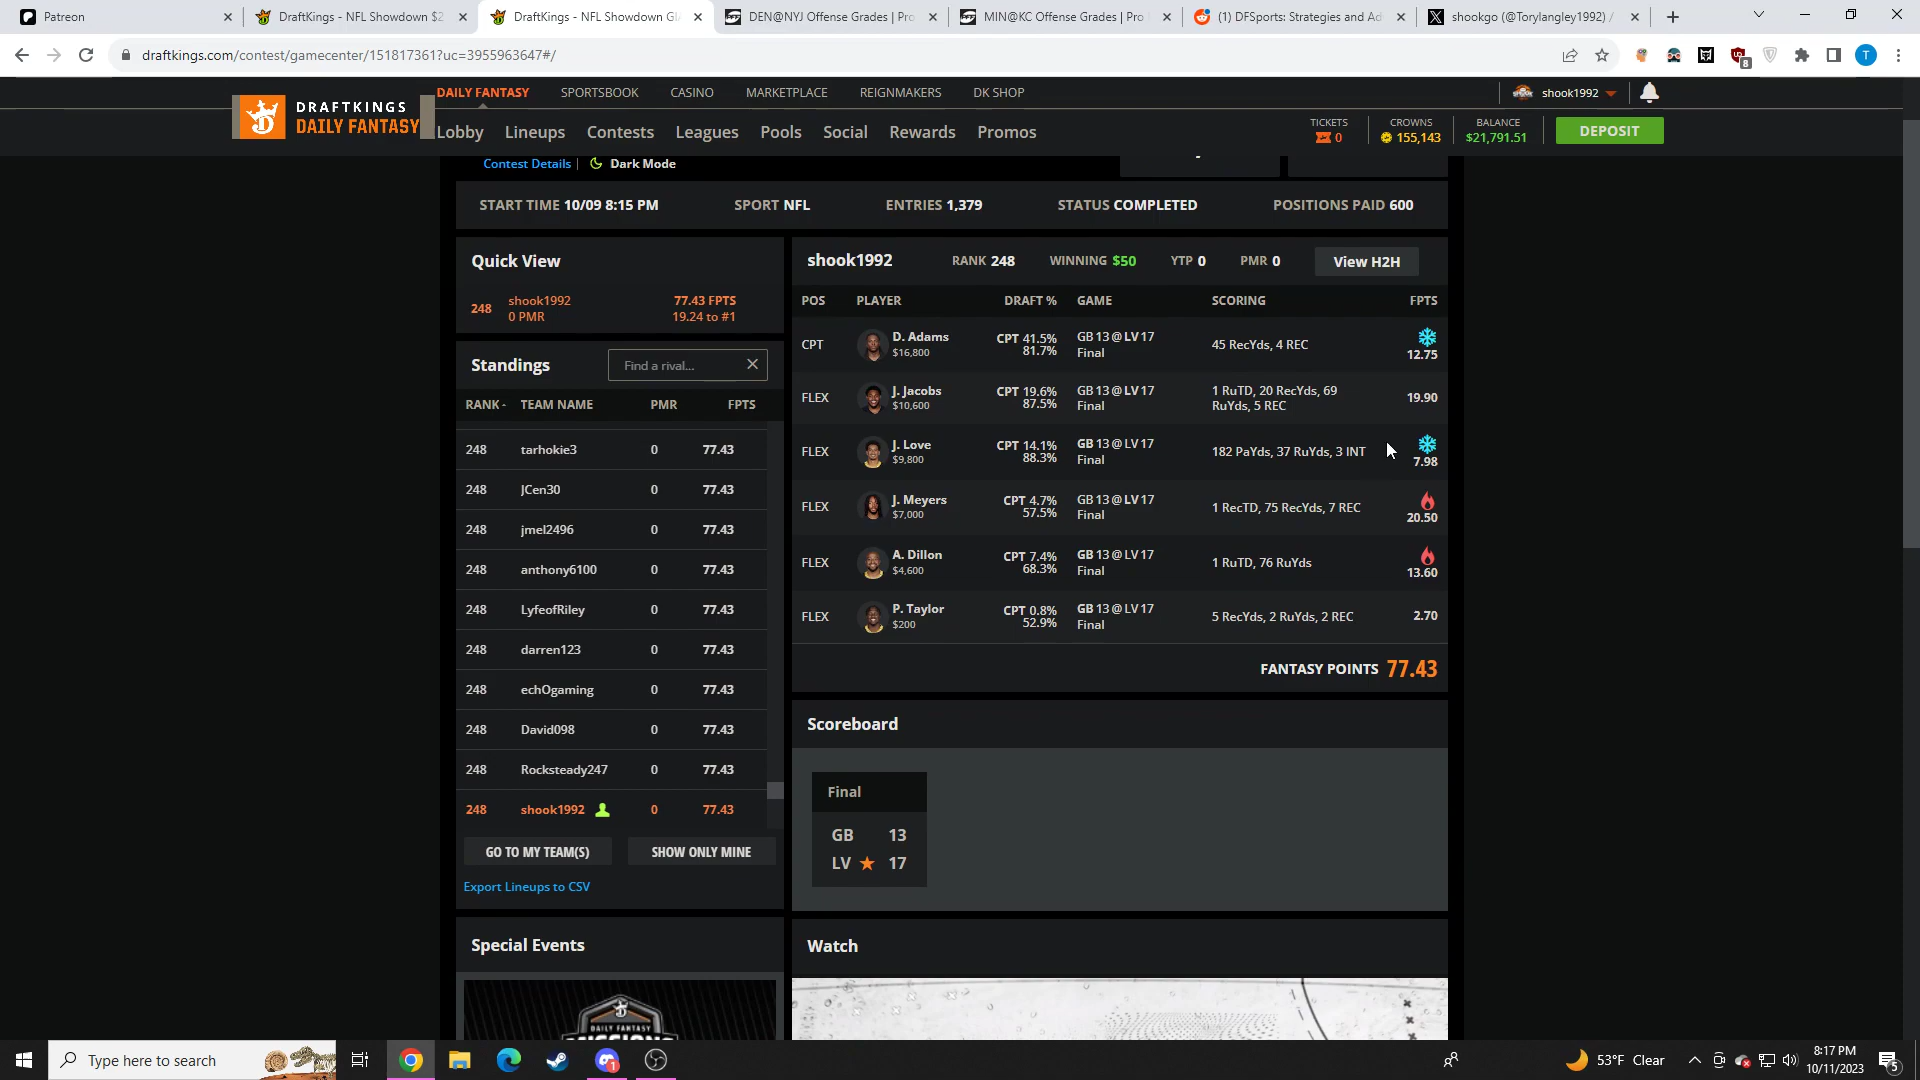 Patreon
DraftKings - NFL Showdown $2
DraftKings - NFL Showdown Gl
DEN@NYJ Offense Grades | Pro
MIN@KC Offense Grades | Pro
(1) DFSports: Strategies and Ad
shookgo (@Torylangley1992) /
draftkings.com/contest/gamecenter/151817361?uc=3955963647#/
8
T
DRAFTKINGS
DAILY FANTASY
DAILY FANTASY
SPORTSBOOK
CASINO
MARKETPLACE
REIGNMAKERS
DK SHOP
shook1992
Lobby
Lineups
Contests
Leagues
Pools
Social
Rewards
Promos
TICKETS
0
CROWNS
155,143
BALANCE
$21,791.51
DEPOSIT
Contest Details |
Dark Mode
START TIME 10/09 8:15 PM
SPORT NFL
ENTRIES 1,379
STATUS COMPLETED
POSITIONS PAID 600
Quick View
248
shook1992
0 PMR
77.43 FPTS
19.24 to #1
Standings
Find a rival...
RANK TEAM NAME PMR FPTS
248 tarhokie3 0 77.43
248 JCen30 0 77.43
248 jmel2496 0 77.43
248 anthony6100 0 77.43
248 LyfeofRiley 0 77.43
248 darren123 0 77.43
248 echOgaming 0 77.43
248 David098 0 77.43
248 Rocksteady247 0 77.43
248 shook1992 0 77.43
GO TO MY TEAM(S)
SHOW ONLY MINE
Export Lineups to CSV
Special Events
DAILY FANTASY
shook1992
RANK 248
WINNING $50
YTP 0
PMR 0
View H2H
POS PLAYER DRAFT % GAME SCORING FPTS
CPT
D. Adams
$16,800
CPT 41.5%
81.7%
GB 13 @ LV 17
Final
45 RecYds, 4 REC
12.75
FLEX
J. Jacobs
$10,600
CPT 19.6%
87.5%
GB 13 @ LV 17
Final
1 RuTD, 20 RecYds, 69
RuYds, 5 REC
19.90
FLEX
J. Love
$9,800
CPT 14.1%
88.3%
GB 13 @ LV 17
Final
182 PaYds, 37 RuYds, 3 INT
7.98
FLEX
J. Meyers
$7,000
CPT 4.7%
57.5%
GB 13 @ LV 17
Final
1 RecTD, 75 RecYds, 7 REC
20.50
FLEX
A. Dillon
$4,600
CPT 7.4%
68.3%
GB 13 @ LV 17
Final
1 RuTD, 76 RuYds
13.60
FLEX
P. Taylor
$200
CPT 0.8%
52.9%
GB 13 @ LV 17
Final
5 RecYds, 2 RuYds, 2 REC
2.70
FANTASY POINTS 77.43
Scoreboard
Final
GB 13
LV 17
Watch
Type here to search
1
53°F Clear
8:17 PM
10/11/2023
5